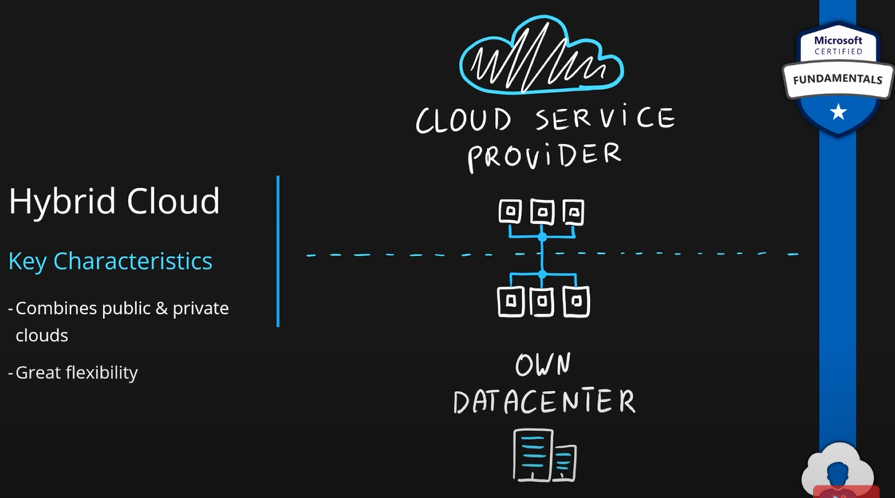 Microsoft
CERTIFIED
FUNDAMENTALS
CLOUD SERVICE
PROVIDER
Hybrid Cloud
Key Characteristics
- Combines public & private
clouds
- Great flexibility
OWN
DATACENTER